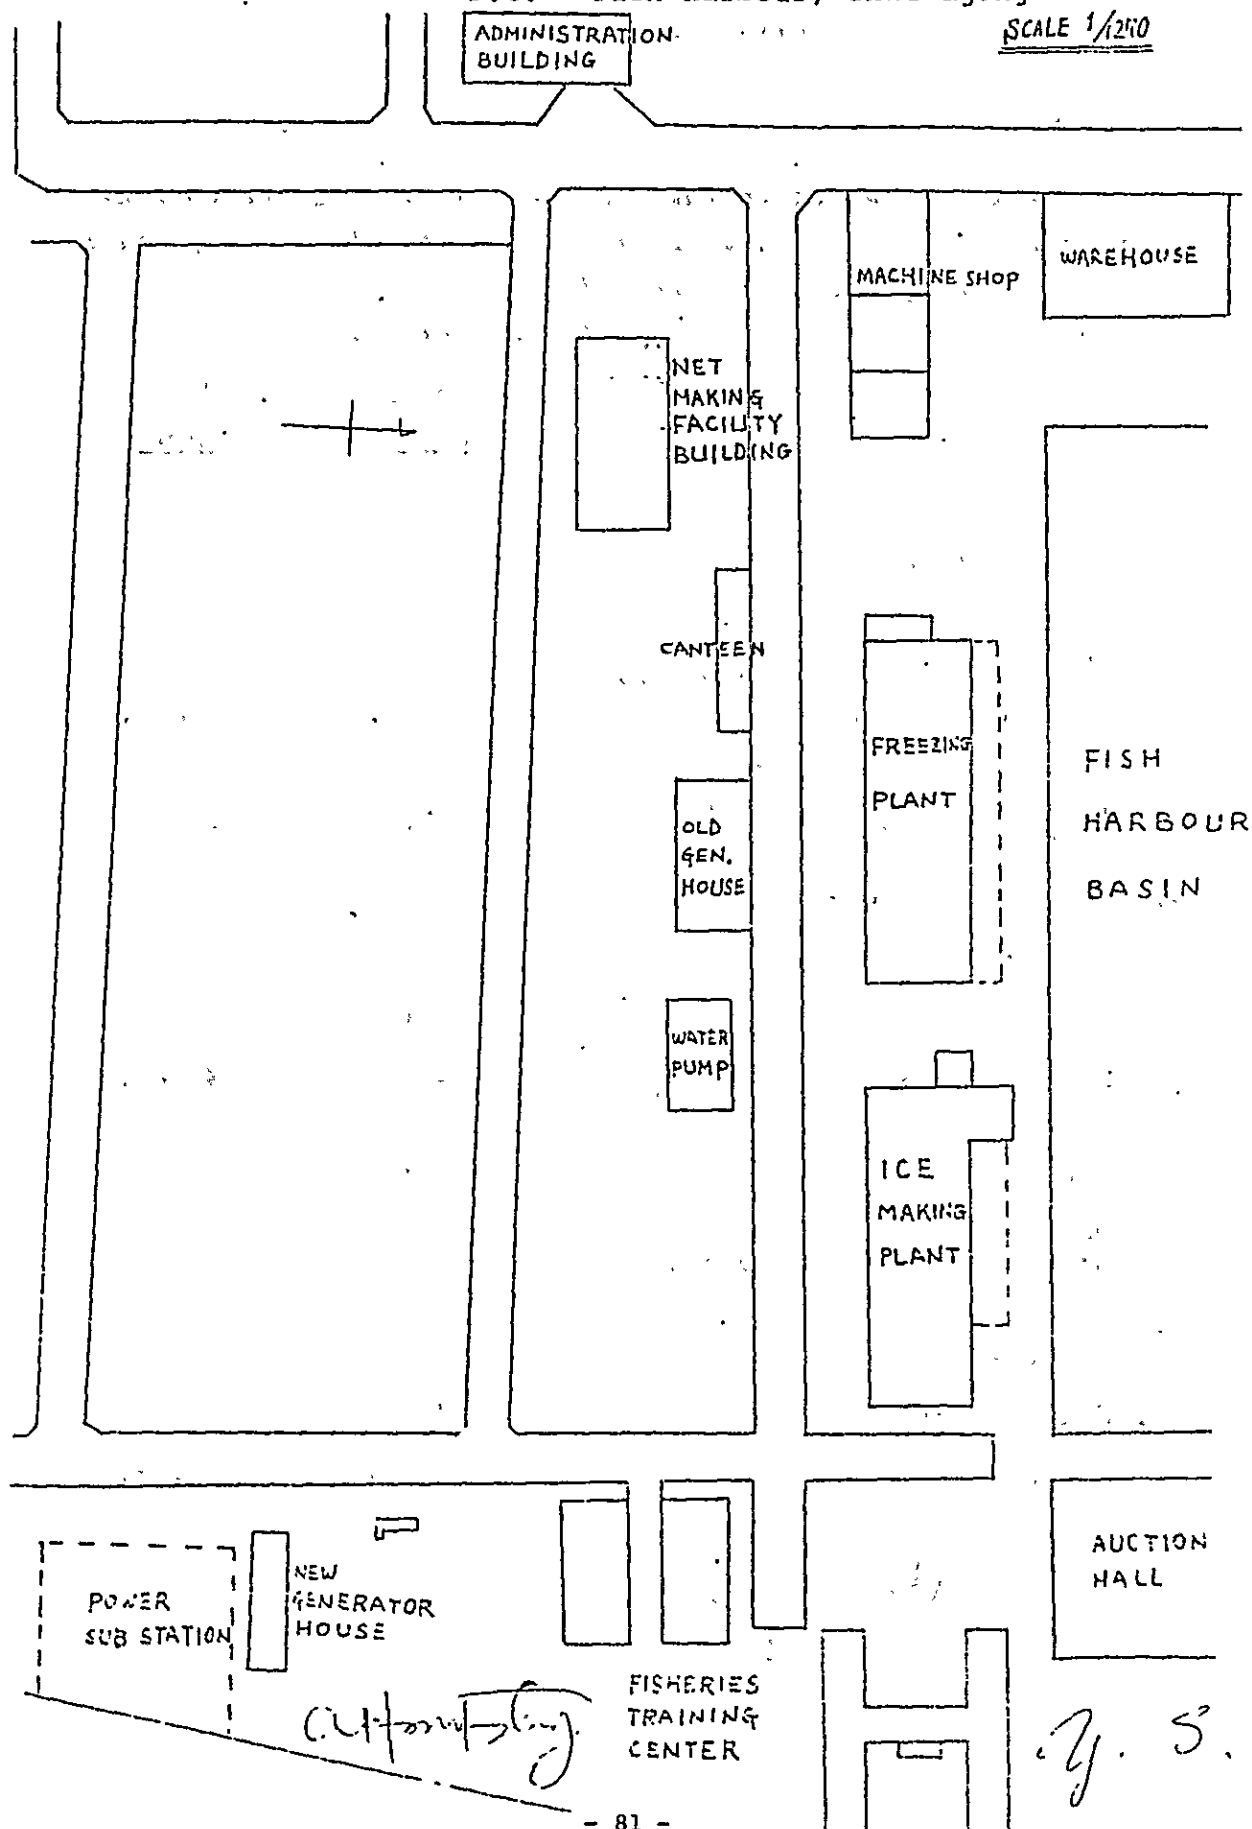 SCALE 1/1250
ADMINISTRATION
BUILDING
WAREHOUSE
MACHINE SHOP
NET
MAKING
FACILITY
BUILDING
CANTEEN
FREEZING
PLANT
FISH
HARBOUR
BASIN
OLD
GEN.
HOUSE
WATER
PUMP
ICE
MAKING
PLANT
AUCTION
HALL
NEW
GENERATOR
HOUSE
POWER
SUB STATION
FISHERIES
TRAINING
CENTER
Y. S.
- 81 -